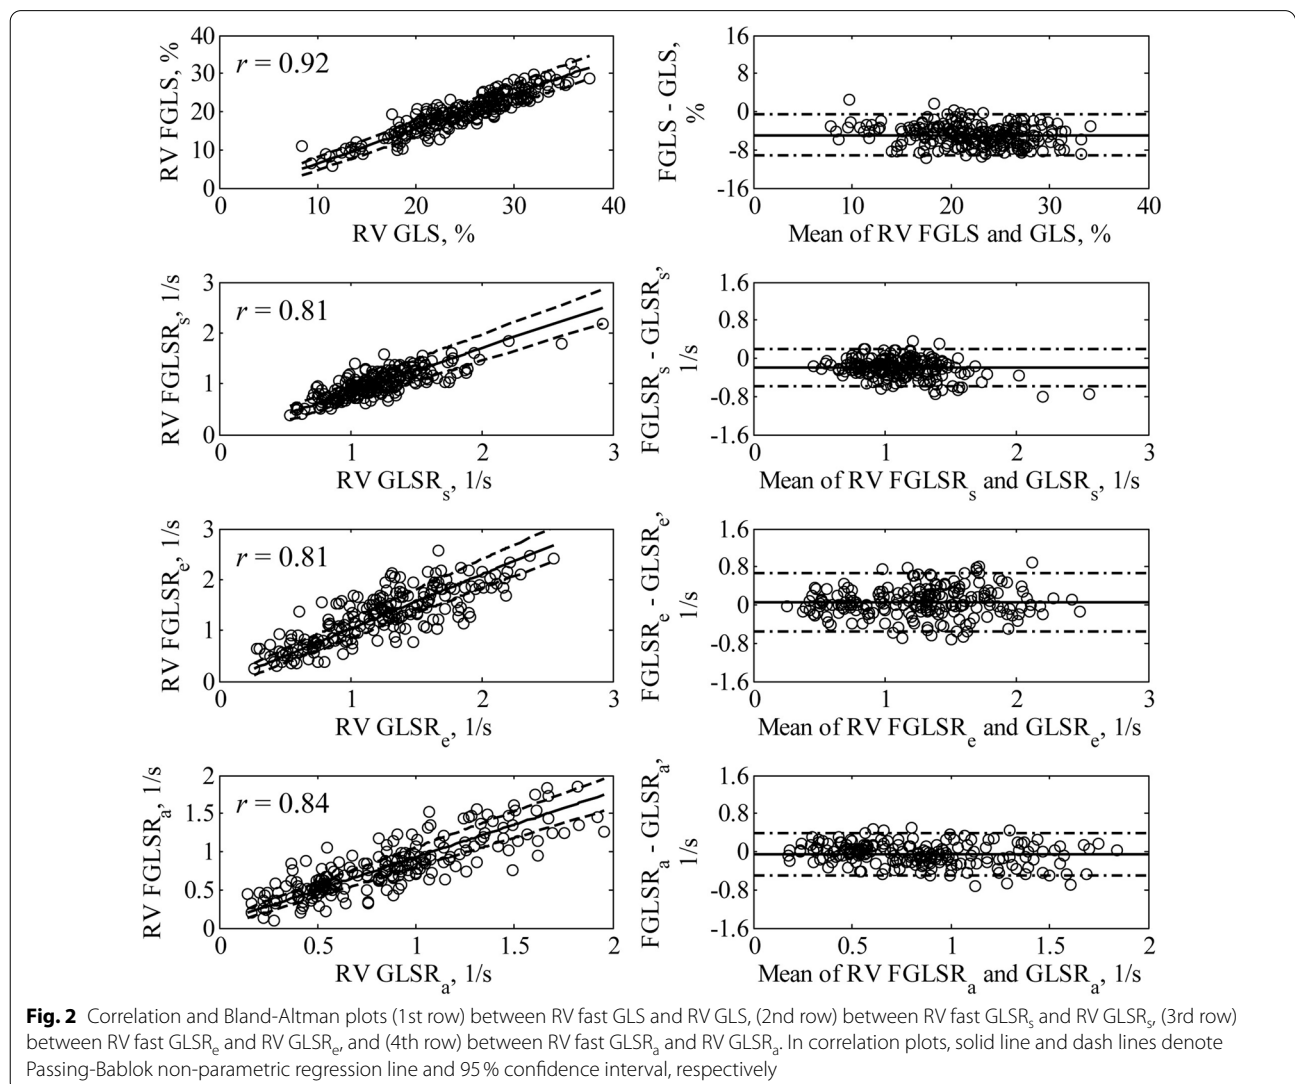 RV FGLS, %
40
30
20
10
0
r = 0.92
0 10 20 30 40
RV GLS, %
FGLS - GLS,
%
16
8
0
-8
-16
0 10 20 30 40
Mean of RV FGLS and GLS, %
RV FGLSRs, 1/s
3
2
1
0
r = 0.81
0 1 2 3
RV GLSRs, 1/s
FGLSRs - GLSRs,
1/s
1.6
0.8
0
-0.8
-1.6
0 1 2 3
Mean of RV FGLSRs and GLSRs, 1/s
RV FGLSRe, 1/s
3
2
1
0
r = 0.81
0 1 2 3
RV GLSRe, 1/s
FGLSRe - GLSRe,
1/s
1.6
0.8
0
-0.8
-1.6
0 1 2 3
Mean of RV FGLSRe and GLSRe, 1/s
RV FGLSRa, 1/s
2
1.5
1
0.5
0
r = 0.84
0 0.5 1 1.5 2
RV GLSRa, 1/s
FGLSRa - GLSRa,
1/s
1.6
0.8
0
-0.8
-1.6
0 0.5 1 1.5 2
Mean of RV FGLSRa and GLSRa, 1/s
Fig. 2 Correlation and Bland-Altman plots (1st row) between RV fast GLS and RV GLS, (2nd row) between RV fast GLSRs and RV GLSRs, (3rd row)
between RV fast GLSRe and RV GLSRe, and (4th row) between RV fast GLSRa and RV GLSRa. In correlation plots, solid line and dash lines denote
Passing-Bablok non-parametric regression line and 95% confidence interval, respectively